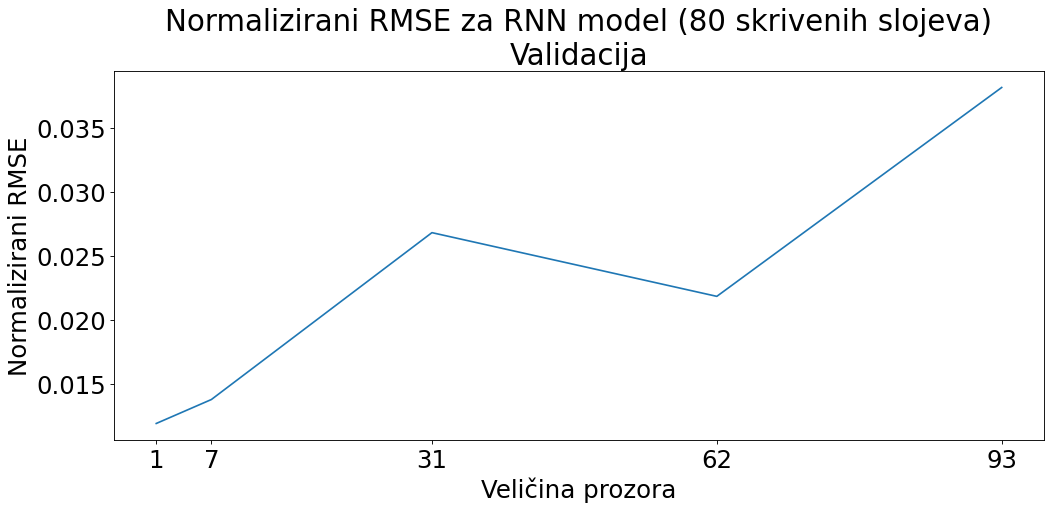 Normalizirani RMSE za RNN model (80 skrivenih slojeva)
Validacija
Normalizirani RMSE
0.035
0.030
0.025
0.020
0.015
1 7 31 62 93
Veličina prozora